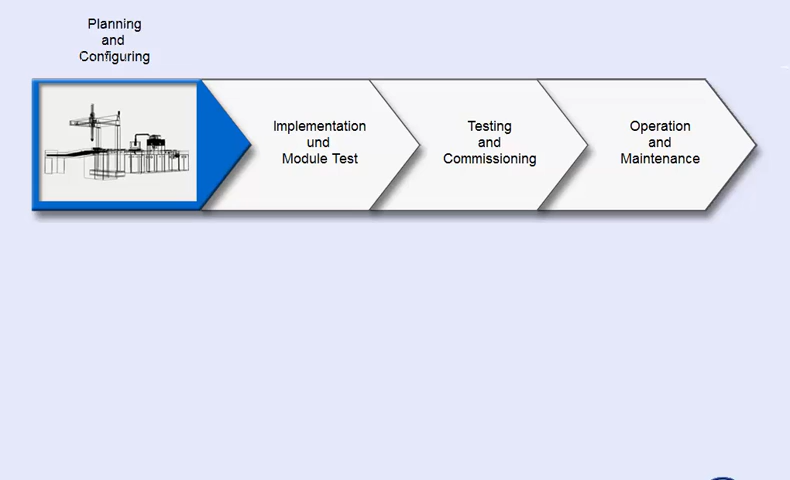 Planning
and
Configuring
Implementation
und
Module Test
Testing
and
Commissioning
Operation
and
Maintenance